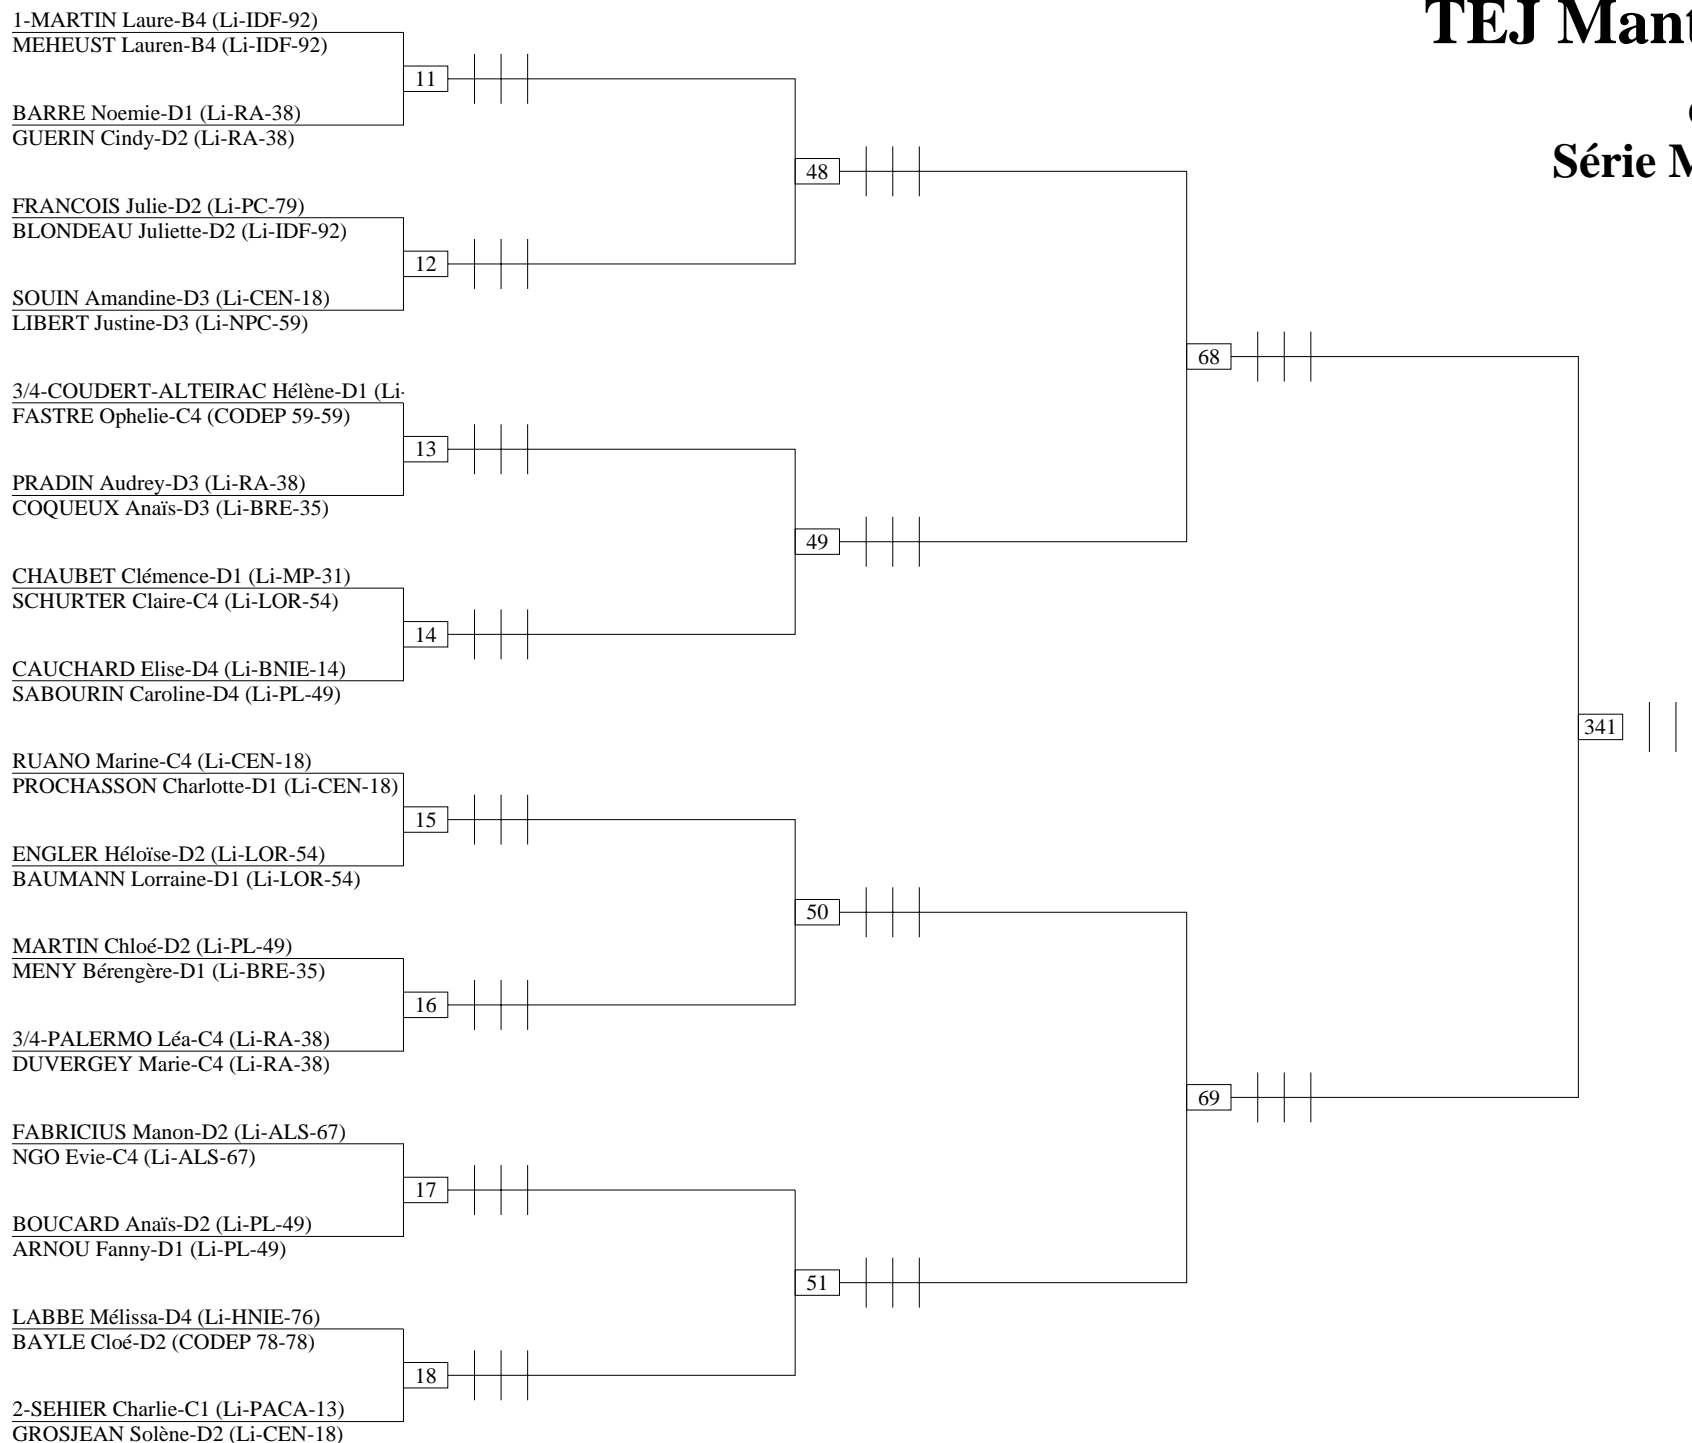 TEJ Mant
Série M
1-MARTIN Laure-B4 (Li-IDF-92)
MEHEUST Lauren-B4 (Li-IDF-92)
11
BARRE Noemie-D1 (Li-RA-38)
GUERIN Cindy-D2 (Li-RA-38)
48
FRANCOIS Julie-D2 (Li-PC-79)
BLONDEAU Juliette-D2 (Li-IDF-92)
12
SOUIN Amandine-D3 (Li-CEN-18)
LIBERT Justine-D3 (Li-NPC-59)
68
3/4-COUDERT-ALTEIRAC Hélène-D1 (Li-
FASTRE Ophelie-C4 (CODEP 59-59)
13
PRADIN Audrey-D3 (Li-RA-38)
COQUEUX Anaïs-D3 (Li-BRE-35)
49
CHAUBET Clémence-D1 (Li-MP-31)
SCHURTER Claire-C4 (Li-LOR-54)
14
CAUCHARD Elise-D4 (Li-BNIE-14)
SABOURIN Caroline-D4 (Li-PL-49)
341
RUANO Marine-C4 (Li-CEN-18)
PROCHASSON Charlotte-D1 (Li-CEN-18)
15
ENGLER Héloïse-D2 (Li-LOR-54)
BAUMANN Lorraine-D1 (Li-LOR-54)
50
MARTIN Chloé-D2 (Li-PL-49)
MENY Bérengère-D1 (Li-BRE-35)
16
3/4-PALERMO Léa-C4 (Li-RA-38)
DUVERGEY Marie-C4 (Li-RA-38)
69
FABRICIUS Manon-D2 (Li-ALS-67)
NGO Evie-C4 (Li-ALS-67)
17
BOUCARD Anaïs-D2 (Li-PL-49)
ARNOU Fanny-D1 (Li-PL-49)
51
LABBE Mélissa-D4 (Li-HNIE-76)
BAYLE Cloé-D2 (CODEP 78-78)
18
2-SEHIER Charlie-C1 (Li-PACA-13)
GROSJEAN Solène-D2 (Li-CEN-18)